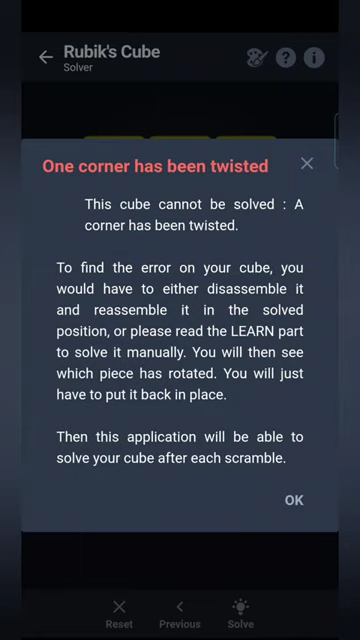 Rubik's Cube
Solver
One corner has been twisted
This cube cannot be solved : A
corner has been twisted.
To find the error on your cube, you
would have to either disassemble it
and reassemble it in the solved
position, or please read the LEARN part
to solve it manually. You will then see
which piece has rotated. You will just
have to put it back in place.
Then this application will be able to
solve your cube after each scramble.
OK
Reset Previous Solve